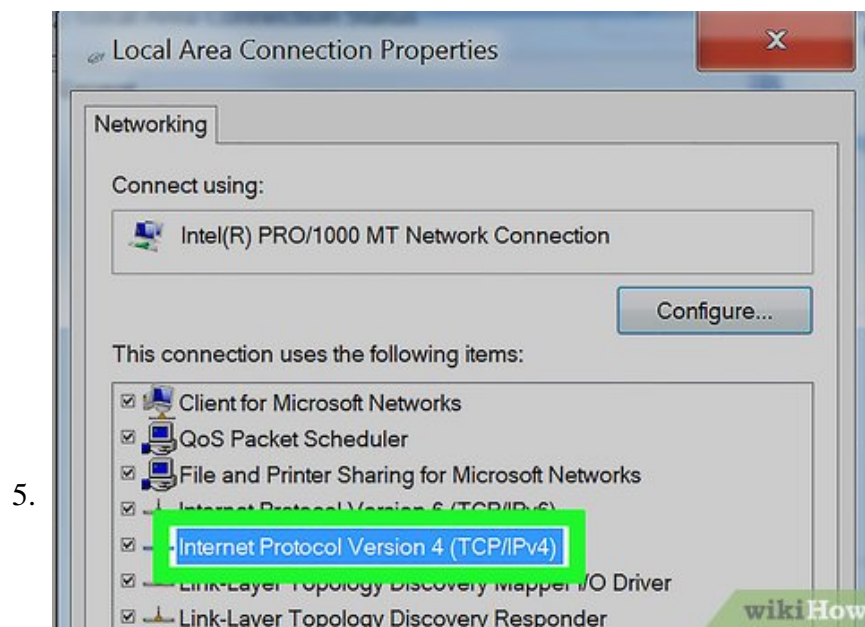 Local Area Connection Properties
Networking
Connect using:
Intel(R) PRO/1000 MT Network Connection
Configure...
This connection uses the following items:
Client for Microsoft Networks
QoS Packet Scheduler
File and Printer Sharing for Microsoft Networks
5.
Internet Protocol Version 6 (TCP/IPv6)
Internet Protocol Version 4 (TCP/IPv4)
Link-Layer Topology Discovery Mapper I/O Driver
Link-Layer Topology Discovery Responder
wikiHow